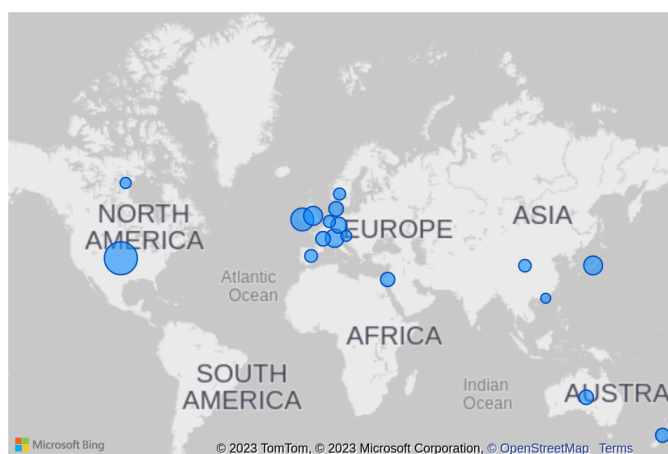 NORTH
AMERICA
EUROPE
ASIA
Atlantic
Ocean
AFRICA
SOUTH
AMERICA
Indian
Ocean
AUSTRA
Microsoft Bing
© 2023 TomTom, © 2023 Microsoft Corporation, © OpenStreetMap Terms